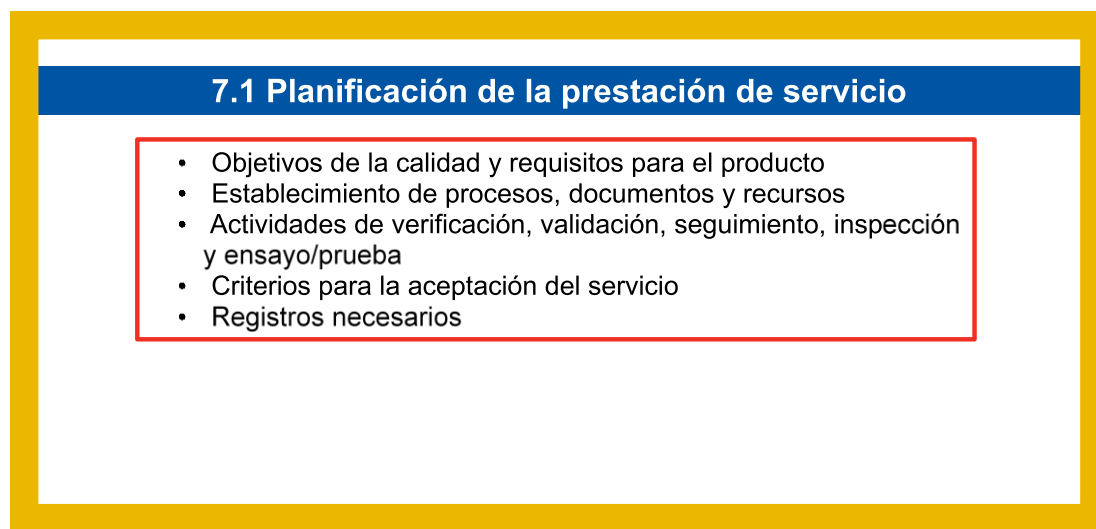 7.1 Planificación de la prestación de servicio
• Objetivos de la calidad y requisitos para el producto
• Establecimiento de procesos, documentos y recursos
• Actividades de verificación, validación, seguimiento, inspección
y ensayo/prueba
• Criterios para la aceptación del servicio
• Registros necesarios